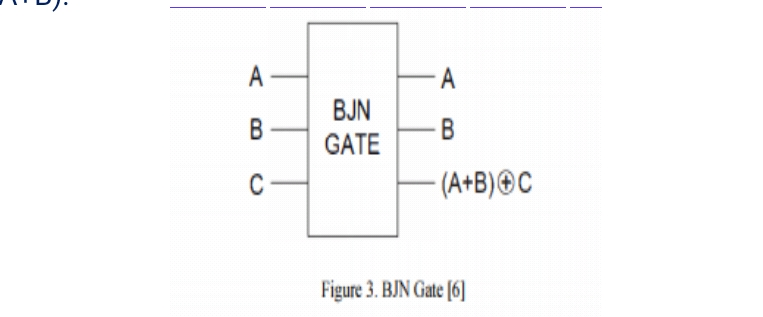 A+B).
A
A
BJN
B
GATE
B
C
(A+B)⊕C
Figure 3. BJN Gate [6]